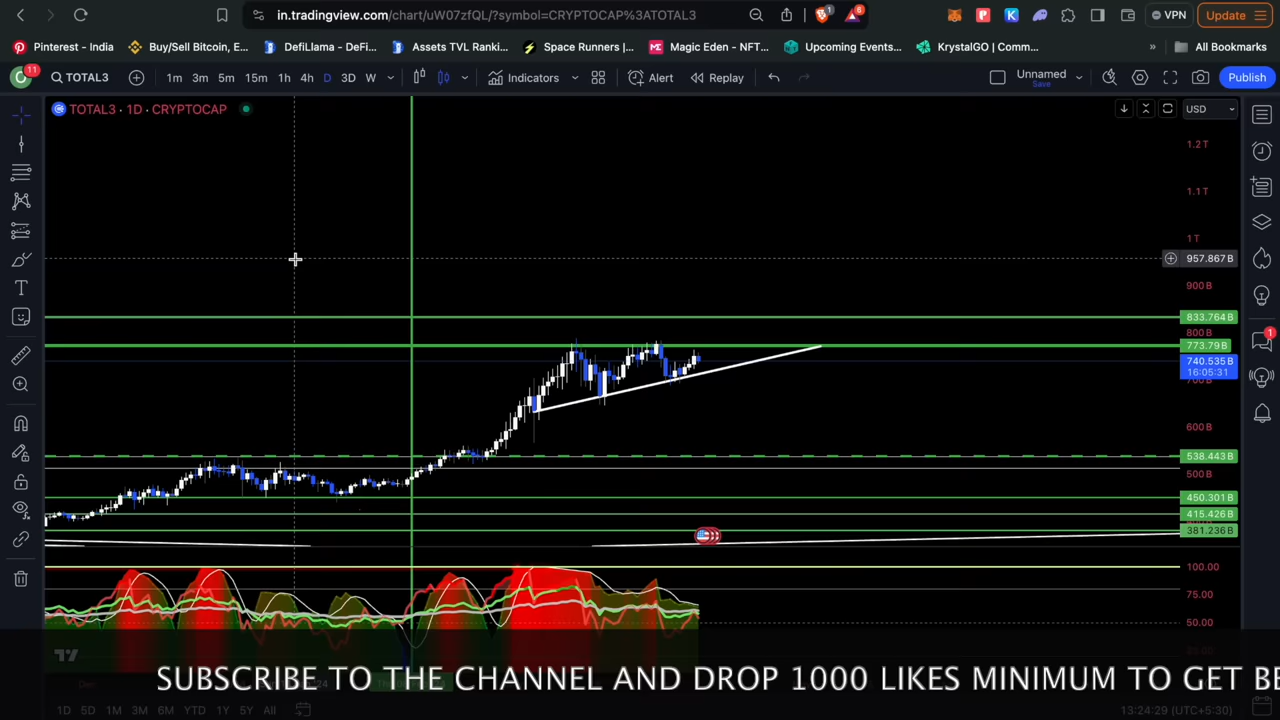 in.tradingview.com/chart/uW07zfQL/?symbol=CRYPTOCAP%3ATOTAL3
1
6
VPN
Update
Pinterest - India
Buy/Sell Bitcoin, E...
DefiLlama - DeFi...
Assets TVL Ranki...
Space Runners |...
Magic Eden - NFT...
Upcoming Events...
KrystalGO | Comm...
»
All Bookmarks
11
TOTAL3
1m 3m 5m 15m 1h 4h D 3D W
Indicators
Alert
Replay
Unnamed
Save
Publish
TOTAL3 · 1D · CRYPTOCAP
USD
1.2 T
1.1 T
1 T
957.867 B
900 B
833.764 B
800 B
773.79 B
740.535 B
16:05:31
600 B
538.443 B
500 B
450.301 B
415.426 B
381.236 B
100.00
75.00
50.00
1
SUBSCRIBE TO THE CHANNEL AND DROP 1000 LIKES MINIMUM TO GET BE
1D 5D 1M 3M 6M YTD 1Y 5Y All
13:24:29 (UTC+5:30)